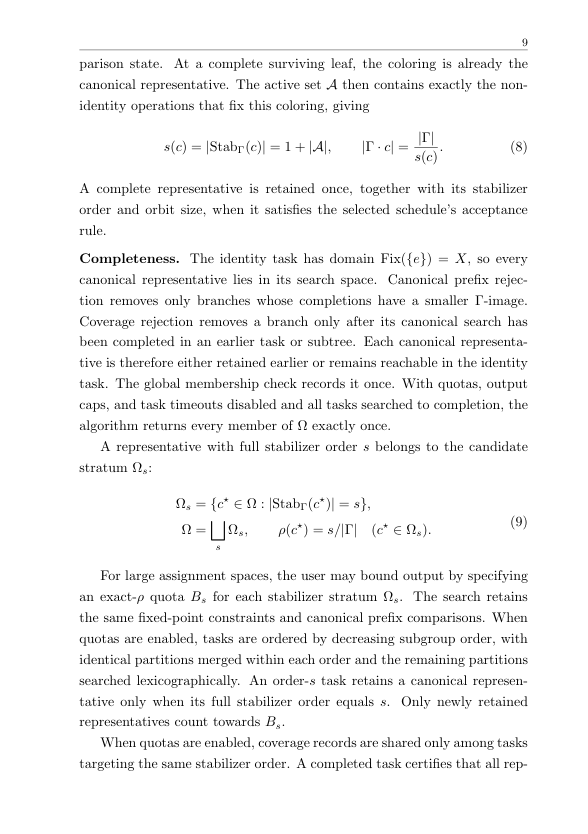 9
parison state. At a complete surviving leaf, the coloring is already the
canonical representative. The active set 𝒜 then contains exactly the non-
identity operations that fix this coloring, giving
s(c) = |Stab_Γ(c)| = 1 + |𝒜|, |Γ · c| = |Γ| / s(c). (8)
A complete representative is retained once, together with its stabilizer
order and orbit size, when it satisfies the selected schedule's acceptance
rule.
Completeness. The identity task has domain Fix({e}) = X, so every
canonical representative lies in its search space. Canonical prefix rejec-
tion removes only branches whose completions have a smaller Γ-image.
Coverage rejection removes a branch only after its canonical search has
been completed in an earlier task or subtree. Each canonical representa-
tive is therefore either retained earlier or remains reachable in the identity
task. The global membership check records it once. With quotas, output
caps, and task timeouts disabled and all tasks searched to completion, the
algorithm returns every member of Ω exactly once.
A representative with full stabilizer order s belongs to the candidate
stratum Ω_s:
Ω_s = {c⋆ ∈ Ω : |Stab_Γ(c⋆)| = s},
Ω = ⨆_s Ω_s, ρ(c⋆) = s/|Γ| (c⋆ ∈ Ω_s). (9)
For large assignment spaces, the user may bound output by specifying
an exact-ρ quota B_s for each stabilizer stratum Ω_s. The search retains
the same fixed-point constraints and canonical prefix comparisons. When
quotas are enabled, tasks are ordered by decreasing subgroup order, with
identical partitions merged within each order and the remaining partitions
searched lexicographically. An order-s task retains a canonical represen-
tative only when its full stabilizer order equals s. Only newly retained
representatives count towards B_s.
When quotas are enabled, coverage records are shared only among tasks
targeting the same stabilizer order. A completed task certifies that all rep-